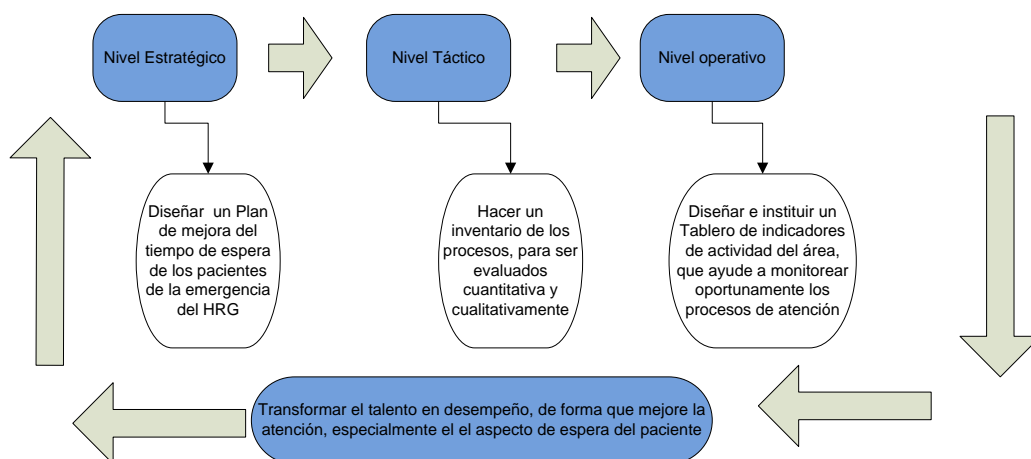 Nivel Estratégico
Nivel Táctico
Nivel operativo
Diseñar un Plan
de mejora del
tiempo de espera
de los pacientes
de la emergencia
del HRG
Hacer un
inventario de los
procesos, para ser
evaluados
cuantitativa y
cualitativamente
Diseñar e instituir un
Tablero de indicadores
de actividad del área,
que ayude a monitorear
oportunamente los
procesos de atención
Transformar el talento en desempeño, de forma que mejore la
atención, especialmente el el aspecto de espera del paciente